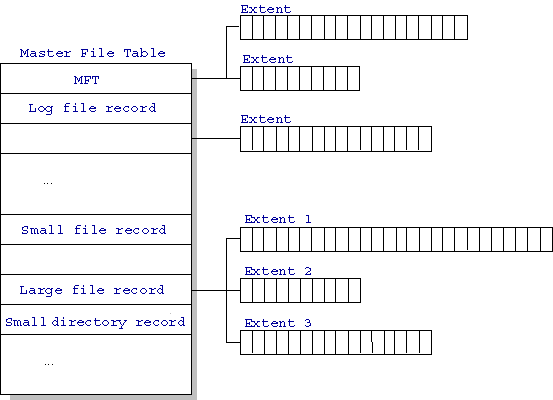 Extent
Master File Table
Extent
MFT
Log file record
Extent
...
Small file record
Extent 1
Extent 2
Large file record
Small directory record
Extent 3
...